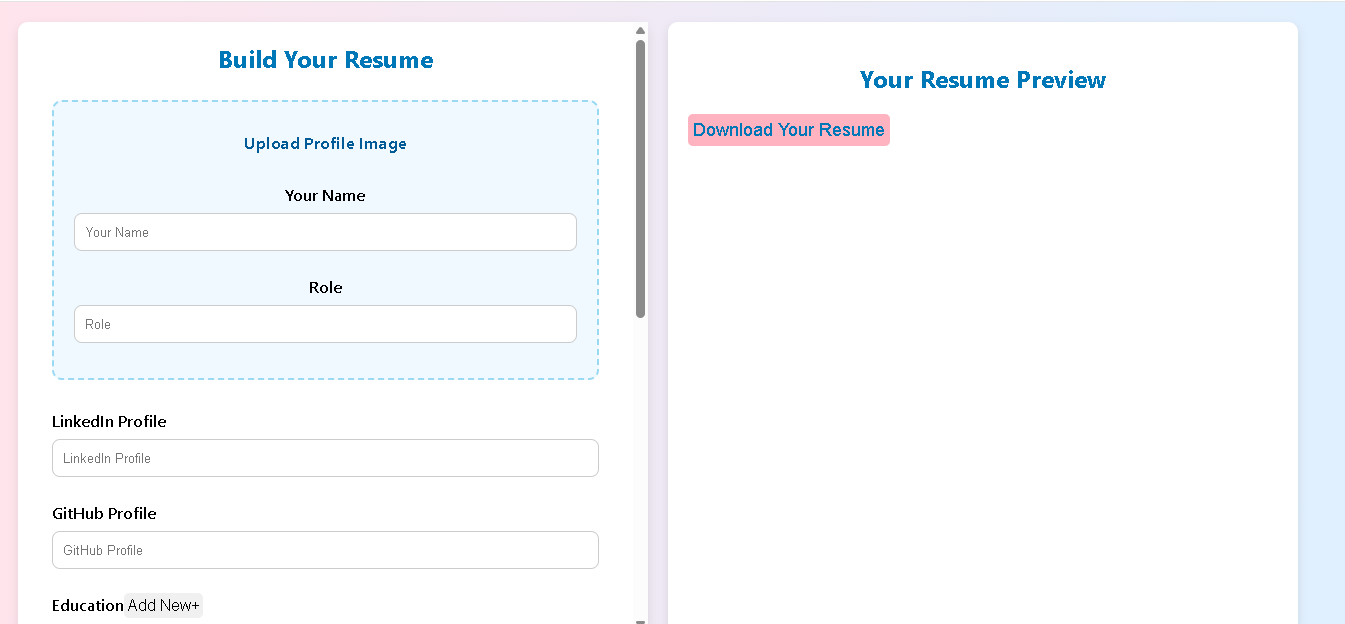 Build Your Resume
Upload Profile Image
Your Name
Your Name
Role
Role
LinkedIn Profile
LinkedIn Profile
GitHub Profile
GitHub Profile
Education Add New+
Your Resume Preview
Download Your Resume